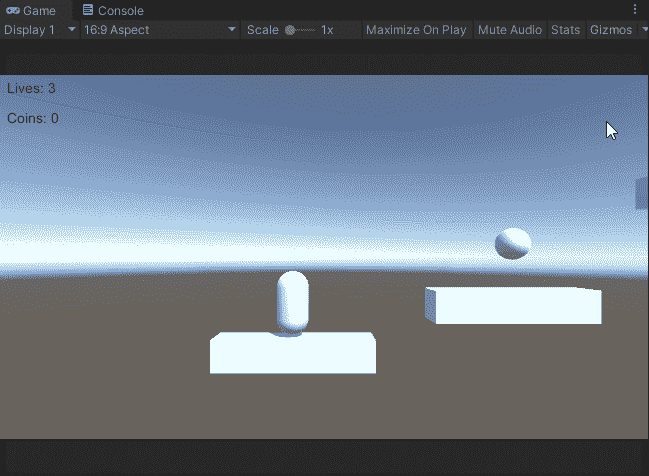 Game Console
Display 1 16:9 Aspect Scale 1x Maximize On Play Mute Audio Stats Gizmos
Lives: 3
Coins: 0